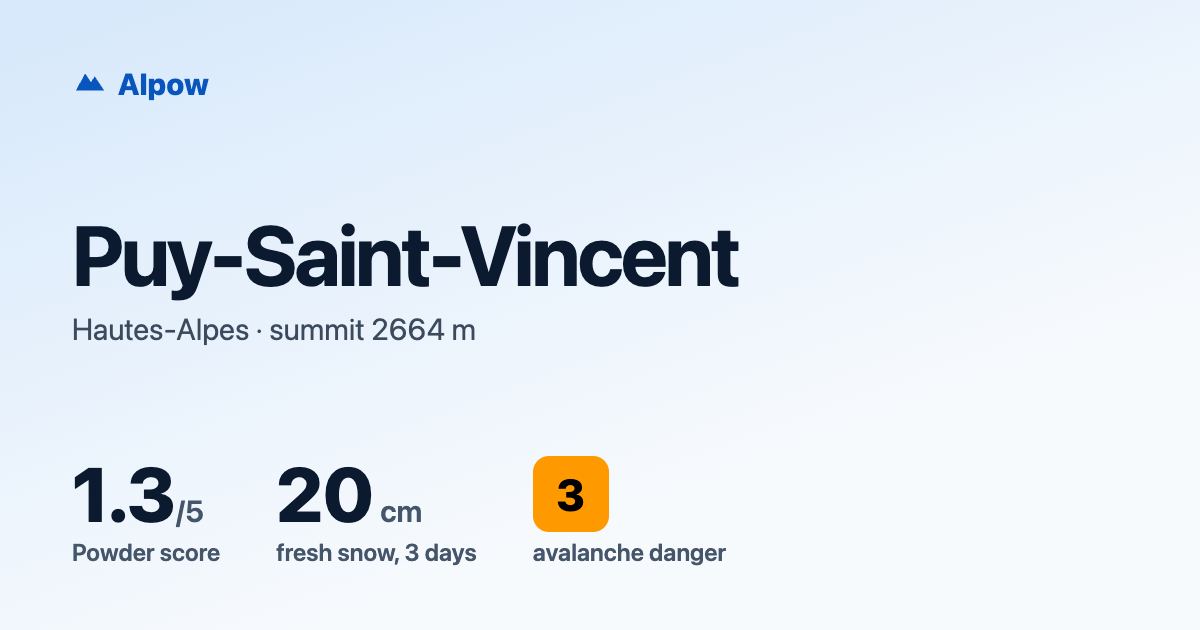 Alpow
Puy-Saint-Vincent
Hautes-Alpes · summit 2664 m
1.3/5
Powder score
20 cm
fresh snow, 3 days
3
avalanche danger